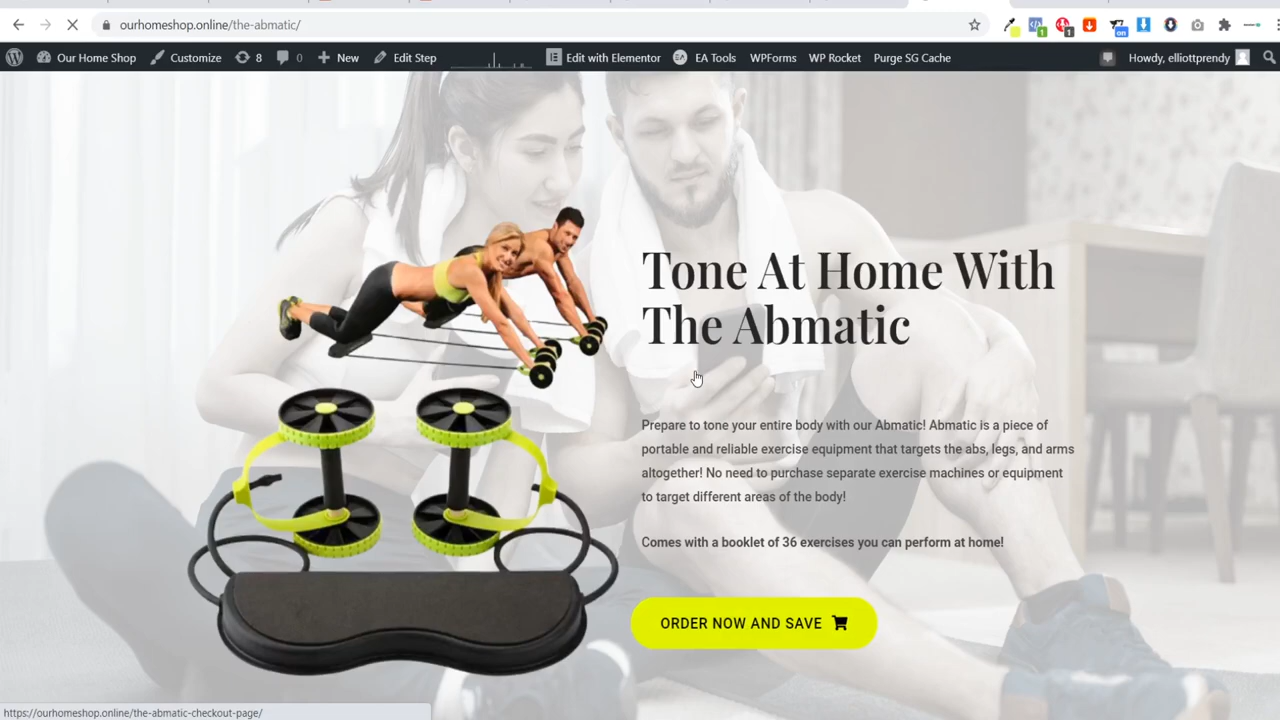 ourhomeshop.online/the-abmatic/
1
1
on
Our Home Shop
Customize
8
0
New
Edit Step
Edit with Elementor
EA
EA Tools
WPForms
WP Rocket
Purge SG Cache
Howdy, elliottprendy
Tone At Home With
The Abmatic
Prepare to tone your entire body with our Abmatic! Abmatic is a piece of
portable and reliable exercise equipment that targets the abs, legs, and arms
altogether! No need to purchase separate exercise machines or equipment
to target different areas of the body!
Comes with a booklet of 36 exercises you can perform at home!
ORDER NOW AND SAVE
https://ourhomeshop.online/the-abmatic-checkout-page/